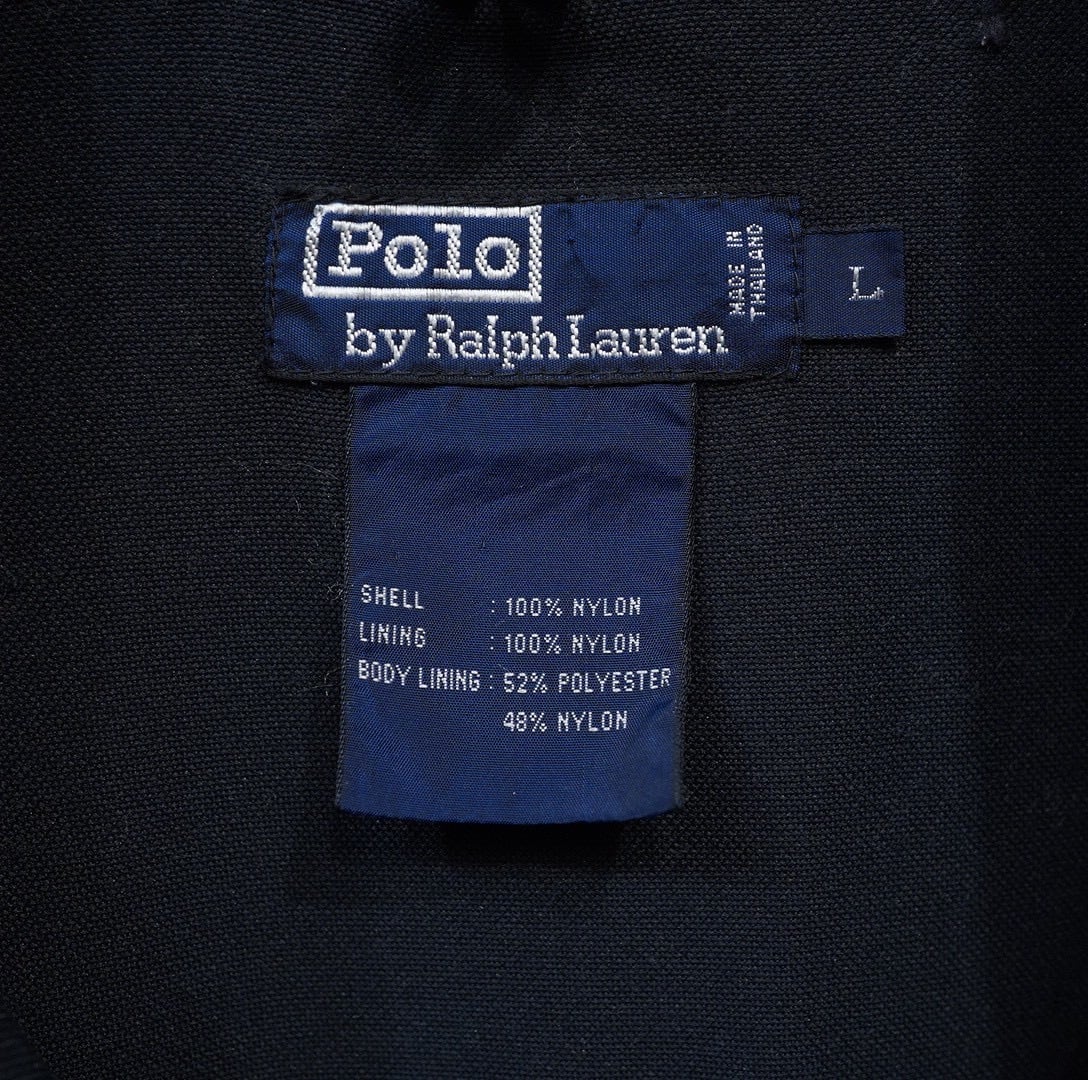 Polo
by Ralph Lauren
MADE IN
THAILAND
L
SHELL : 100% NYLON
LINING : 100% NYLON
BODY LINING : 52% POLYESTER
48% NYLON